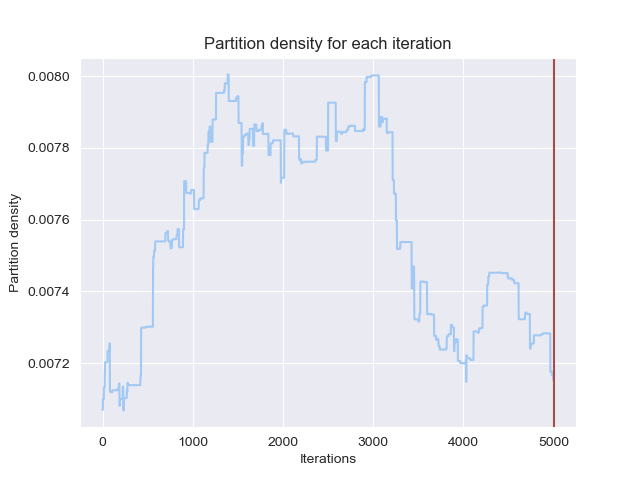 Partition density for each iteration
0.0080
0.0078
0.0076
0.0074
0.0072
Partition density
0 1000 2000 3000 4000 5000
Iterations